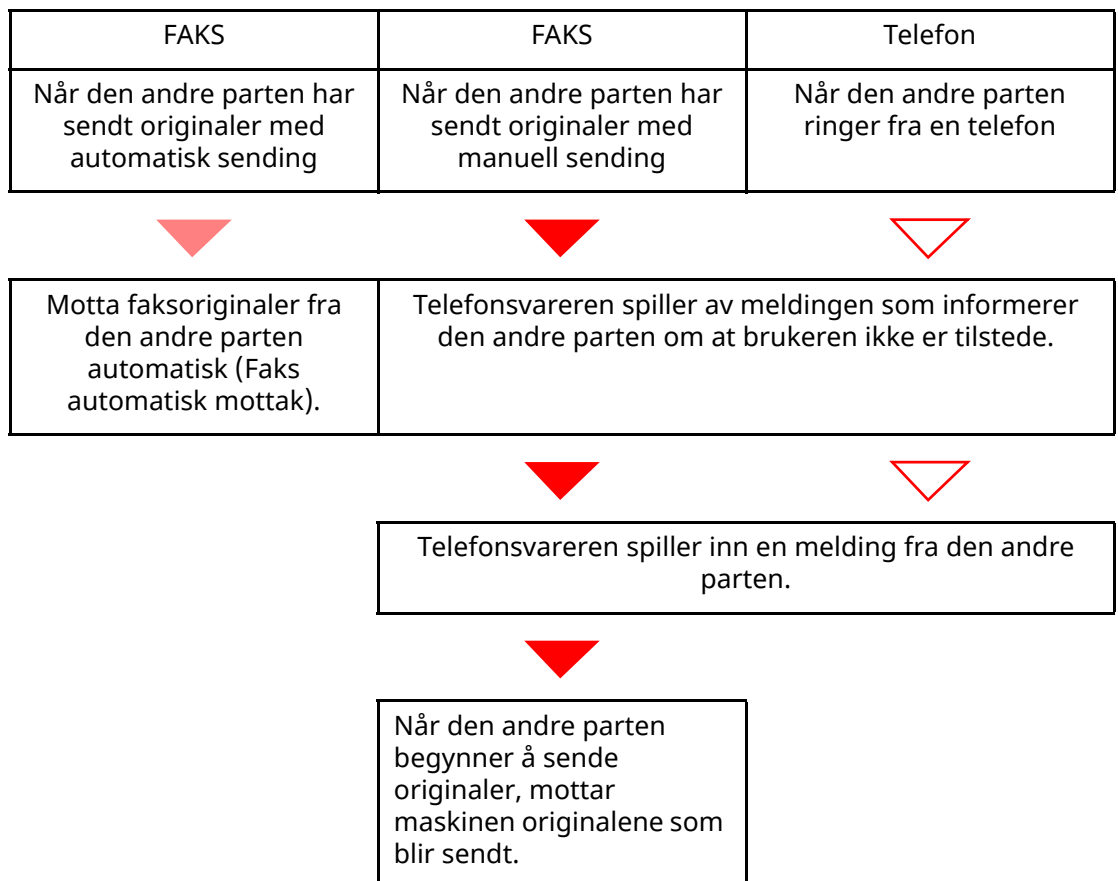 FAKS
FAKS
Telefon
Når den andre parten har
sendt originaler med
automatisk sending
Når den andre parten har
sendt originaler med
manuell sending
Når den andre parten
ringer fra en telefon
Motta faksoriginaler fra
den andre parten
automatisk (Faks
automatisk mottak).
Telefonsvareren spiller av meldingen som informerer
den andre parten om at brukeren ikke er tilstede.
Telefonsvareren spiller inn en melding fra den andre
parten.
Når den andre parten
begynner å sende
originaler, mottar
maskinen originalene som
blir sendt.